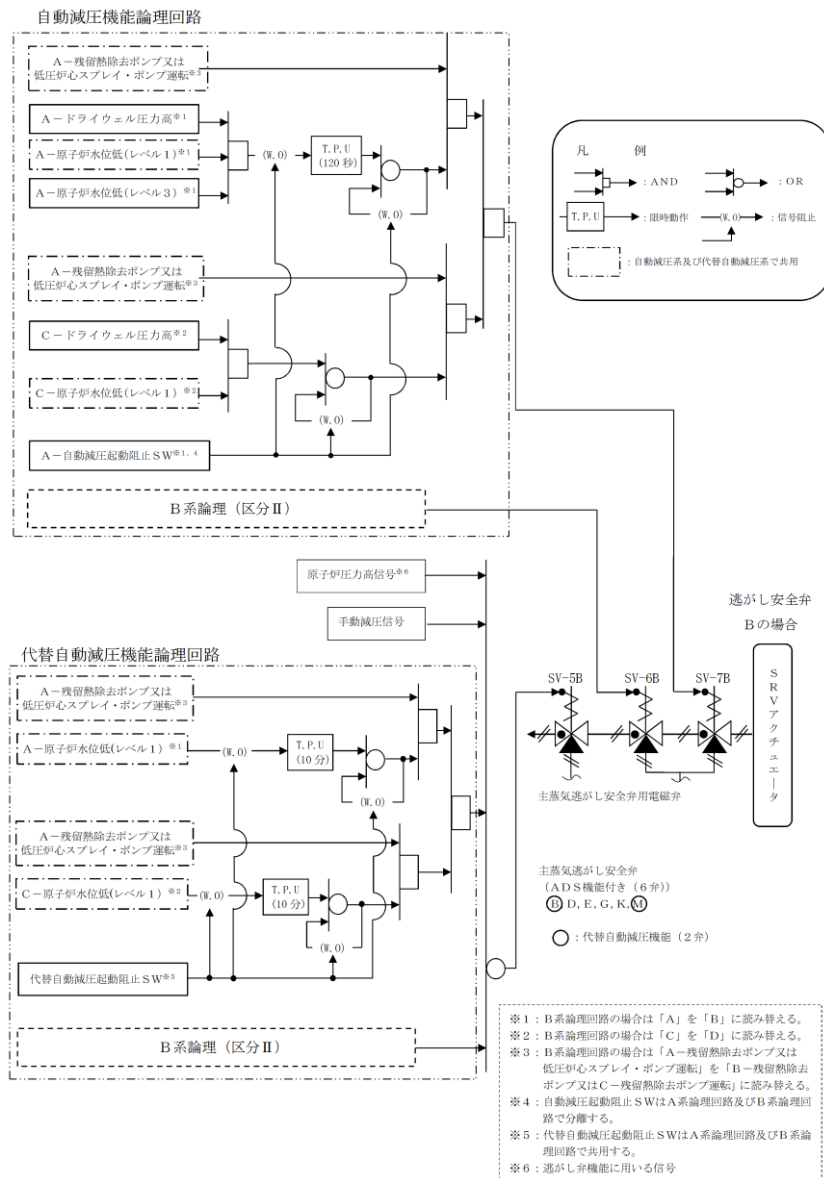 自動減圧機能論理回路
A－残留熱除去ポンプ又は
低圧炉心スプレイ・ポンプ運転※3
A－ドライウェル圧力高※1
A－原子炉水位低(レベル1)※1
A－原子炉水位低(レベル3)※1
(W.O)
T.P.U
(120秒)
(W.O)
A－残留熱除去ポンプ又は
低圧炉心スプレイ・ポンプ運転※3
C－ドライウェル圧力高※2
C－原子炉水位低(レベル1)※2
(W.O)
A－自動減圧起動阻止SW※1,4
B系論理（区分Ⅱ）
凡　例
：AND
：OR
T.P.U
：限時動作
(W.O)
：信号阻止
：自動減圧系及び代替自動減圧系で共用
原子炉圧力高信号※6
手動減圧信号
代替自動減圧機能論理回路
A－残留熱除去ポンプ又は
低圧炉心スプレイ・ポンプ運転※3
A－原子炉水位低(レベル1)※1
(W.O)
T.P.U
(10分)
(W.O)
A－残留熱除去ポンプ又は
低圧炉心スプレイ・ポンプ運転※3
C－原子炉水位低(レベル1)※2
(W.O)
T.P.U
(10分)
(W.O)
代替自動減圧起動阻止SW※5
B系論理（区分Ⅱ）
逃がし安全弁
Bの場合
SV-5B
SV-6B
SV-7B
SRVアクチュエータ
主蒸気逃がし安全弁用電磁弁
主蒸気逃がし安全弁
（ADS機能付き（6弁））
B,D,E,G,K,M
○：代替自動減圧機能（2弁）
※1：B系論理回路の場合は「A」を「B」に読み替える。
※2：B系論理回路の場合は「C」を「D」に読み替える。
※3：B系論理回路の場合は「A－残留熱除去ポンプ又は
低圧炉心スプレイ・ポンプ運転」を「B－残留熱除去
ポンプ又はC－残留熱除去ポンプ運転」に読み替える。
※4：自動減圧起動阻止SWはA系論理回路及びB系論理回
路で分離する。
※5：代替自動減圧起動阻止SWはA系論理回路及びB系論
理回路で共用する。
※6：逃がし弁機能に用いる信号